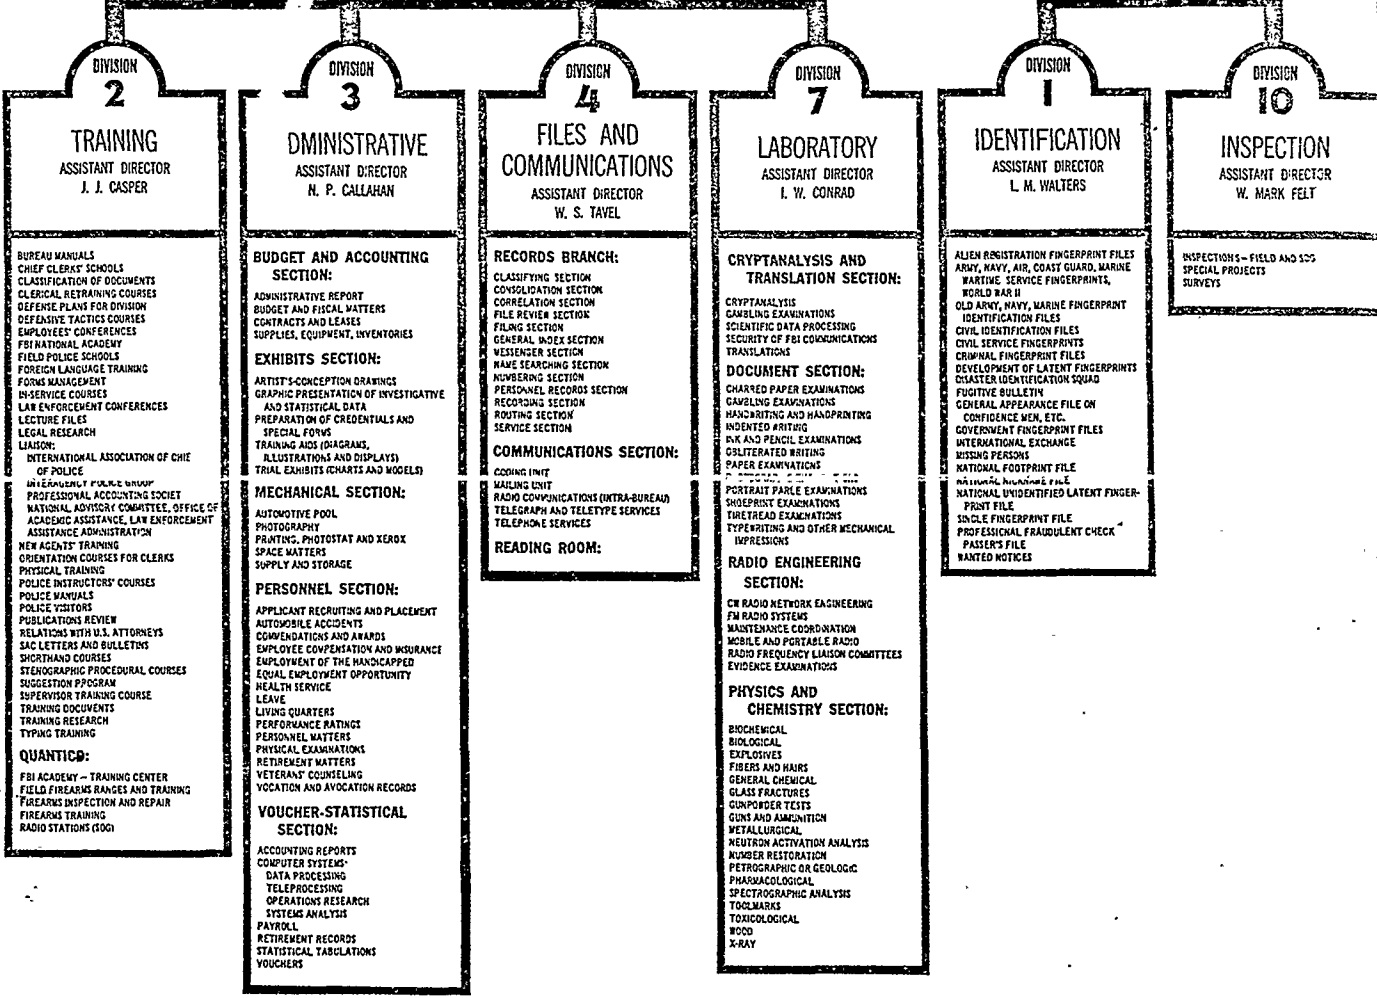 DIVISION
2
TRAINING
ASSISTANT DIRECTOR
J. J. CASPER
BUREAU MANUALS
CHIEF CLERKS' SCHOOLS
CLASSIFICATION OF DOCUMENTS
CLERICAL RETRAINING COURSES
DEFENSE PLANS FOR DIVISION
DEFENSIVE TACTICS COURSES
EMPLOYEES' CONFERENCES
FBI NATIONAL ACADEMY
FIELD POLICE SCHOOLS
FOREIGN LANGUAGE TRAINING
FORMS MANAGEMENT
IN-SERVICE COURSES
LAW ENFORCEMENT CONFERENCES
LECTURE FILES
LEGAL RESEARCH
LIAISON:
INTERNATIONAL ASSOCIATION OF CHIE
OF POLICE
INTERAGENCY POLICE GROUP
PROFESSIONAL ACCOUNTING SOCIET
NATIONAL ADVISORY COMMITTEE, OFFICE OF
ACADEMIC ASSISTANCE, LAW ENFORCEMENT
ASSISTANCE ADMINISTRATION
NEW AGENTS' TRAINING
ORIENTATION COURSES FOR CLERKS
PHYSICAL TRAINING
POLICE INSTRUCTORS' COURSES
POLICE MANUALS
POLICE VISITORS
PUBLICATIONS REVIEW
RELATIONS WITH U.S. ATTORNEYS
SAC LETTERS AND BULLETINS
SHORTHAND COURSES
STENOGRAPHIC PROCEDURAL COURSES
SUGGESTION PROGRAM
SUPERVISOR TRAINING COURSE
TRAINING DOCUMENTS
TRAINING RESEARCH
TYPING TRAINING
QUANTICO:
FBI ACADEMY – TRAINING CENTER
FIELD FIREARMS RANGES AND TRAINING
FIREARMS INSPECTION AND REPAIR
FIREARMS TRAINING
RADIO STATIONS (SOG)
DIVISION
3
DMINISTRATIVE
ASSISTANT DIRECTOR
N. P. CALLAHAN
BUDGET AND ACCOUNTING
SECTION:
ADMINISTRATIVE REPORT
BUDGET AND FISCAL MATTERS
CONTRACTS AND LEASES
SUPPLIES, EQUIPMENT, INVENTORIES
EXHIBITS SECTION:
ARTIST'S-CONCEPTION DRAWINGS
GRAPHIC PRESENTATION OF INVESTIGATIVE
AND STATISTICAL DATA
PREPARATION OF CREDENTIALS AND
SPECIAL FORMS
TRAINING AIDS (DIAGRAMS,
ILLUSTRATIONS AND DISPLAYS)
TRIAL EXHIBITS (CHARTS AND MODELS)
MECHANICAL SECTION:
AUTOMOTIVE POOL
PHOTOGRAPHY
PRINTING, PHOTOSTAT AND XEROX
SPACE MATTERS
SUPPLY AND STORAGE
PERSONNEL SECTION:
APPLICANT RECRUITING AND PLACEMENT
AUTOMOBILE ACCIDENTS
COMMENDATIONS AND AWARDS
EMPLOYEE COMPENSATION AND INSURANCE
EMPLOYMENT OF THE HANDICAPPED
EQUAL EMPLOYMENT OPPORTUNITY
HEALTH SERVICE
LEAVE
LIVING QUARTERS
PERFORMANCE RATINGS
PERSONNEL MATTERS
PHYSICAL EXAMINATIONS
RETIREMENT MATTERS
VETERANS' COUNSELING
VOCATION AND AVOCATION RECORDS
VOUCHER-STATISTICAL
SECTION:
ACCOUNTING REPORTS
COMPUTER SYSTEMS-
DATA PROCESSING
TELEPROCESSING
OPERATIONS RESEARCH
SYSTEMS ANALYSIS
PAYROLL
RETIREMENT RECORDS
STATISTICAL TABULATIONS
VOUCHERS
DIVISION
4
FILES AND
COMMUNICATIONS
ASSISTANT DIRECTOR
W. S. TAVEL
RECORDS BRANCH:
CLASSIFYING SECTION
CONSOLIDATION SECTION
CORRELATION SECTION
FILE REVIEW SECTION
FILING SECTION
GENERAL INDEX SECTION
MESSENGER SECTION
NAME SEARCHING SECTION
NUMBERING SECTION
PERSONNEL RECORDS SECTION
RECORDING SECTION
ROUTING SECTION
SERVICE SECTION
COMMUNICATIONS SECTION:
CODING UNIT
MAILING UNIT
RADIO COMMUNICATIONS (INTRA-BUREAU)
TELEGRAPH AND TELETYPE SERVICES
TELEPHONE SERVICES
READING ROOM:
DIVISION
7
LABORATORY
ASSISTANT DIRECTOR
I. W. CONRAD
CRYPTANALYSIS AND
TRANSLATION SECTION:
CRYPTANALYSIS
GAMBLING EXAMINATIONS
SCIENTIFIC DATA PROCESSING
SECURITY OF FBI COMMUNICATIONS
TRANSLATIONS
DOCUMENT SECTION:
CHARRED PAPER EXAMINATIONS
GAMBLING EXAMINATIONS
HANDWRITING AND HANDPRINTING
INDENTED WRITING
INK AND PENCIL EXAMINATIONS
OBLITERATED WRITING
PAPER EXAMINATIONS
PORTRAIT PARLE EXAMINATIONS
SHOEPRINT EXAMINATIONS
TIRETREAD EXAMINATIONS
TYPEWRITING AND OTHER MECHANICAL
IMPRESSIONS
RADIO ENGINEERING
SECTION:
CW RADIO NETWORK ENGINEERING
FM RADIO SYSTEMS
MAINTENANCE COORDINATION
MOBILE AND PORTABLE RADIO
RADIO FREQUENCY LIAISON COMMITTEES
EVIDENCE EXAMINATIONS
PHYSICS AND
CHEMISTRY SECTION:
BIOCHEMICAL
BIOLOGICAL
EXPLOSIVES
FIBERS AND HAIRS
GENERAL CHEMICAL
GLASS FRACTURES
GUNPOWDER TESTS
GUNS AND AMMUNITION
METALLURGICAL
NEUTRON ACTIVATION ANALYSIS
NUMBER RESTORATION
PETROGRAPHIC OR GEOLOGIC
PHARMACOLOGICAL
SPECTROGRAPHIC ANALYSIS
TOOLMARKS
TOXICOLOGICAL
WOOD
X-RAY
DIVISION
1
IDENTIFICATION
ASSISTANT DIRECTOR
L. M. WALTERS
ALIEN REGISTRATION FINGERPRINT FILES
ARMY, NAVY, AIR, COAST GUARD, MARINE
WARTIME SERVICE FINGERPRINTS,
WORLD WAR II
OLD ARMY, NAVY, MARINE FINGERPRINT
IDENTIFICATION FILES
CIVIL IDENTIFICATION FILES
CIVIL SERVICE FINGERPRINTS
CRIMINAL FINGERPRINT FILES
DEVELOPMENT OF LATENT FINGERPRINTS
DISASTER IDENTIFICATION SQUAD
FUGITIVE BULLETIN
GENERAL APPEARANCE FILE ON
CONFIDENCE MEN, ETC.
GOVERNMENT FINGERPRINT FILES
INTERNATIONAL EXCHANGE
MISSING PERSONS
NATIONAL FOOTPRINT FILE
NATIONAL NICKNAME FILE
NATIONAL UNIDENTIFIED LATENT FINGER-
PRINT FILE
SINGLE FINGERPRINT FILE
PROFESSIONAL FRAUDULENT CHECK
PASSER'S FILE
WANTED NOTICES
DIVISION
10
INSPECTION
ASSISTANT DIRECTOR
W. MARK FELT
INSPECTIONS – FIELD AND SOG
SPECIAL PROJECTS
SURVEYS